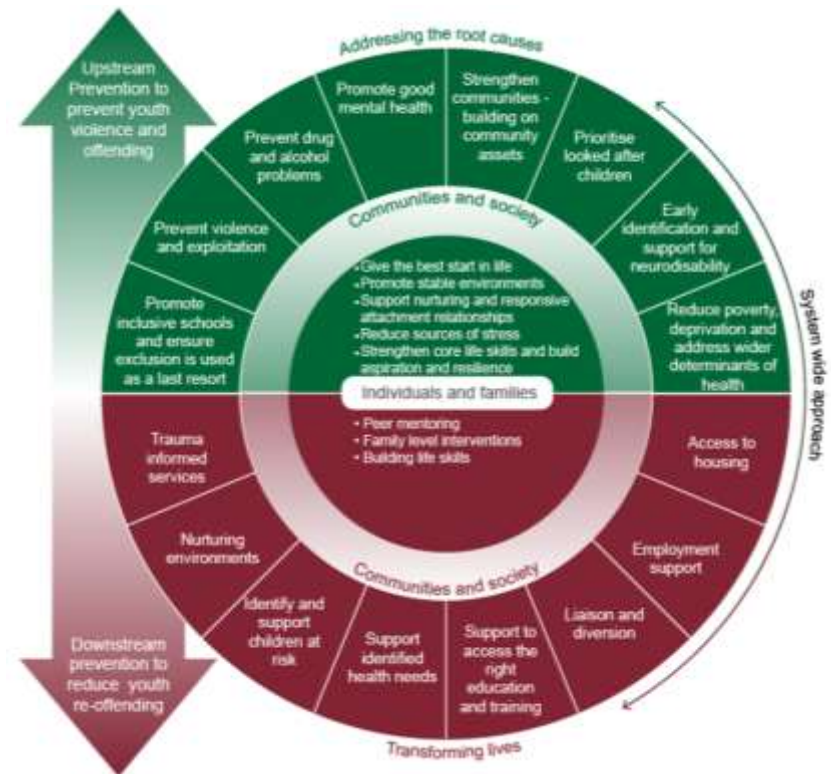 Addressing the root causes
Upstream
Prevention to
prevent youth
violence and
offending
Promote
inclusive schools
and ensure
exclusion is used
as a last resort
Prevent violence
and exploitation
Prevent drug
and alcohol
problems
Promote good
mental health
Strengthen
communities -
building on
community
assets
Prioritise
looked after
children
Early
identification and
support for
neurodisability
Reduce poverty,
deprivation and
address wider
determinants of
health
System wide approach
Communities and society
•Give the best start in life
•Promote stable environments
•Support nurturing and responsive
attachment relationships
•Reduce sources of stress
•Strengthen core life skills and build
aspiration and resilience
Individuals and families
• Peer mentoring
• Family level interventions
• Building life skills
Communities and society
Trauma
informed
services
Nurturing
environments
Identify and
support
children at
risk
Support
identified
health needs
Support to
access the
right
education
and training
Liaison and
diversion
Employment
support
Access to
housing
Downstream
prevention to
reduce youth
re-offending
Transforming lives